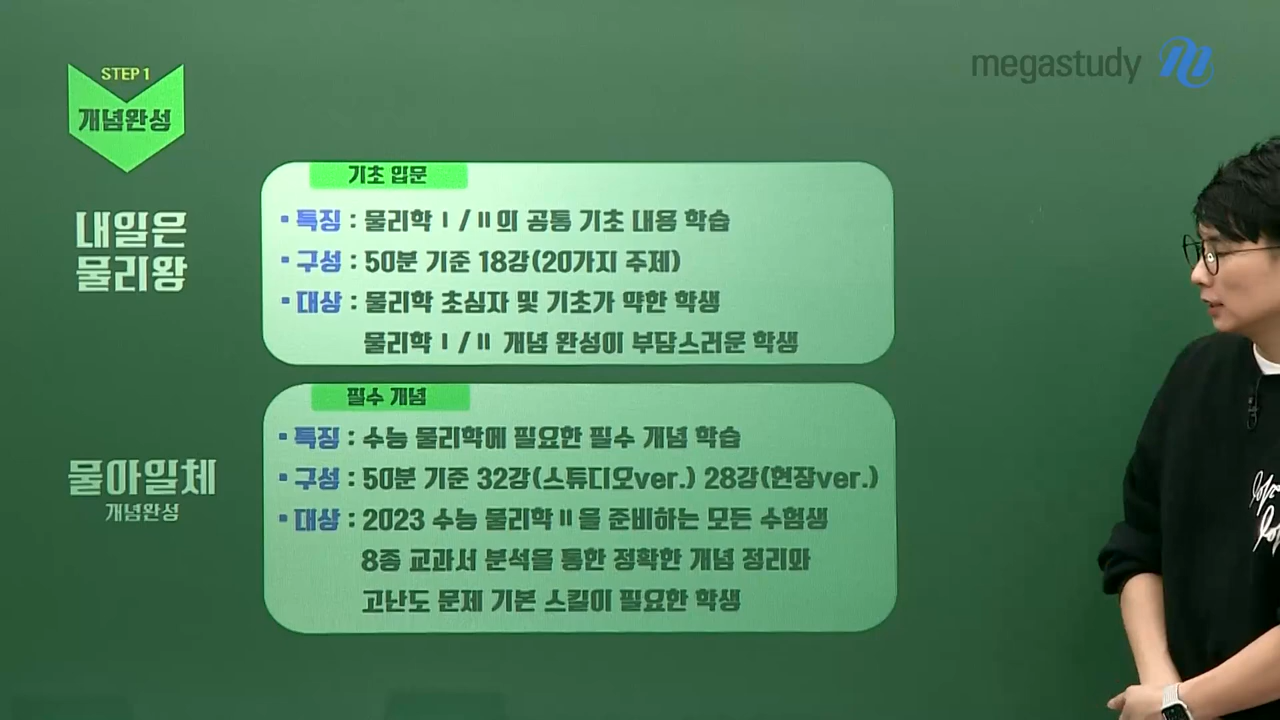 megastudy
STEP 1
개념완성
내일은
물리왕
기초 입문
▪ 특징 : 물리학Ⅰ/Ⅱ의 공통 기초 내용 학습
▪ 구성 : 50분 기준 18강(20가지 주제)
▪ 대상 : 물리학 초심자 및 기초가 약한 학생
물리학Ⅰ/Ⅱ 개념 완성이 부담스러운 학생
물아일체
개념완성
필수 개념
▪ 특징 : 수능 물리학에 필요한 필수 개념 학습
▪ 구성 : 50분 기준 32강(스튜디오ver.) 28강(현장ver.)
▪ 대상 : 2023 수능 물리학Ⅱ을 준비하는 모든 수험생
8종 교과서 분석을 통한 정확한 개념 정리와
고난도 문제 기본 스킬이 필요한 학생